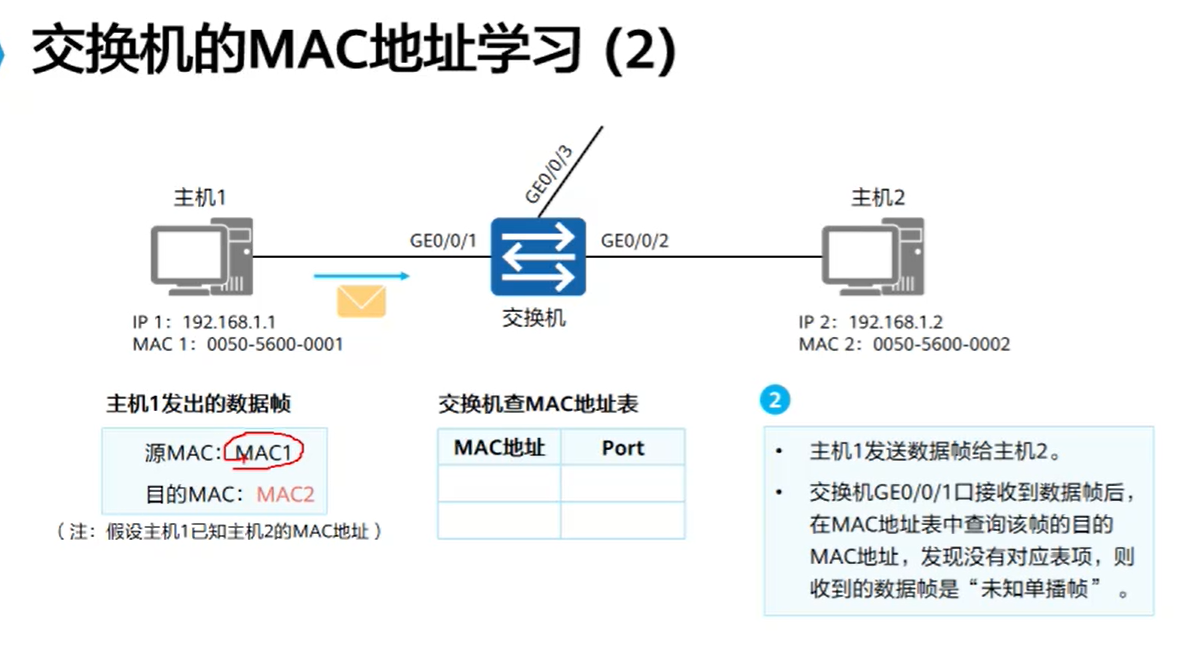 交换机的MAC地址学习 (2)
GE0/0/3
主机1
主机2
GE0/0/1
GE0/0/2
交换机
IP 1：192.168.1.1
MAC 1：0050-5600-0001
IP 2：192.168.1.2
MAC 2：0050-5600-0002
主机1发出的数据帧
源MAC：MAC1
目的MAC：MAC2
（注：假设主机1已知主机2的MAC地址）
交换机查MAC地址表
MAC地址 Port
2
• 主机1发送数据帧给主机2。
• 交换机GE0/0/1口接收到数据帧后，
在MAC地址表中查询该帧的目的
MAC地址，发现没有对应表项，则
收到的数据帧是“未知单播帧”。